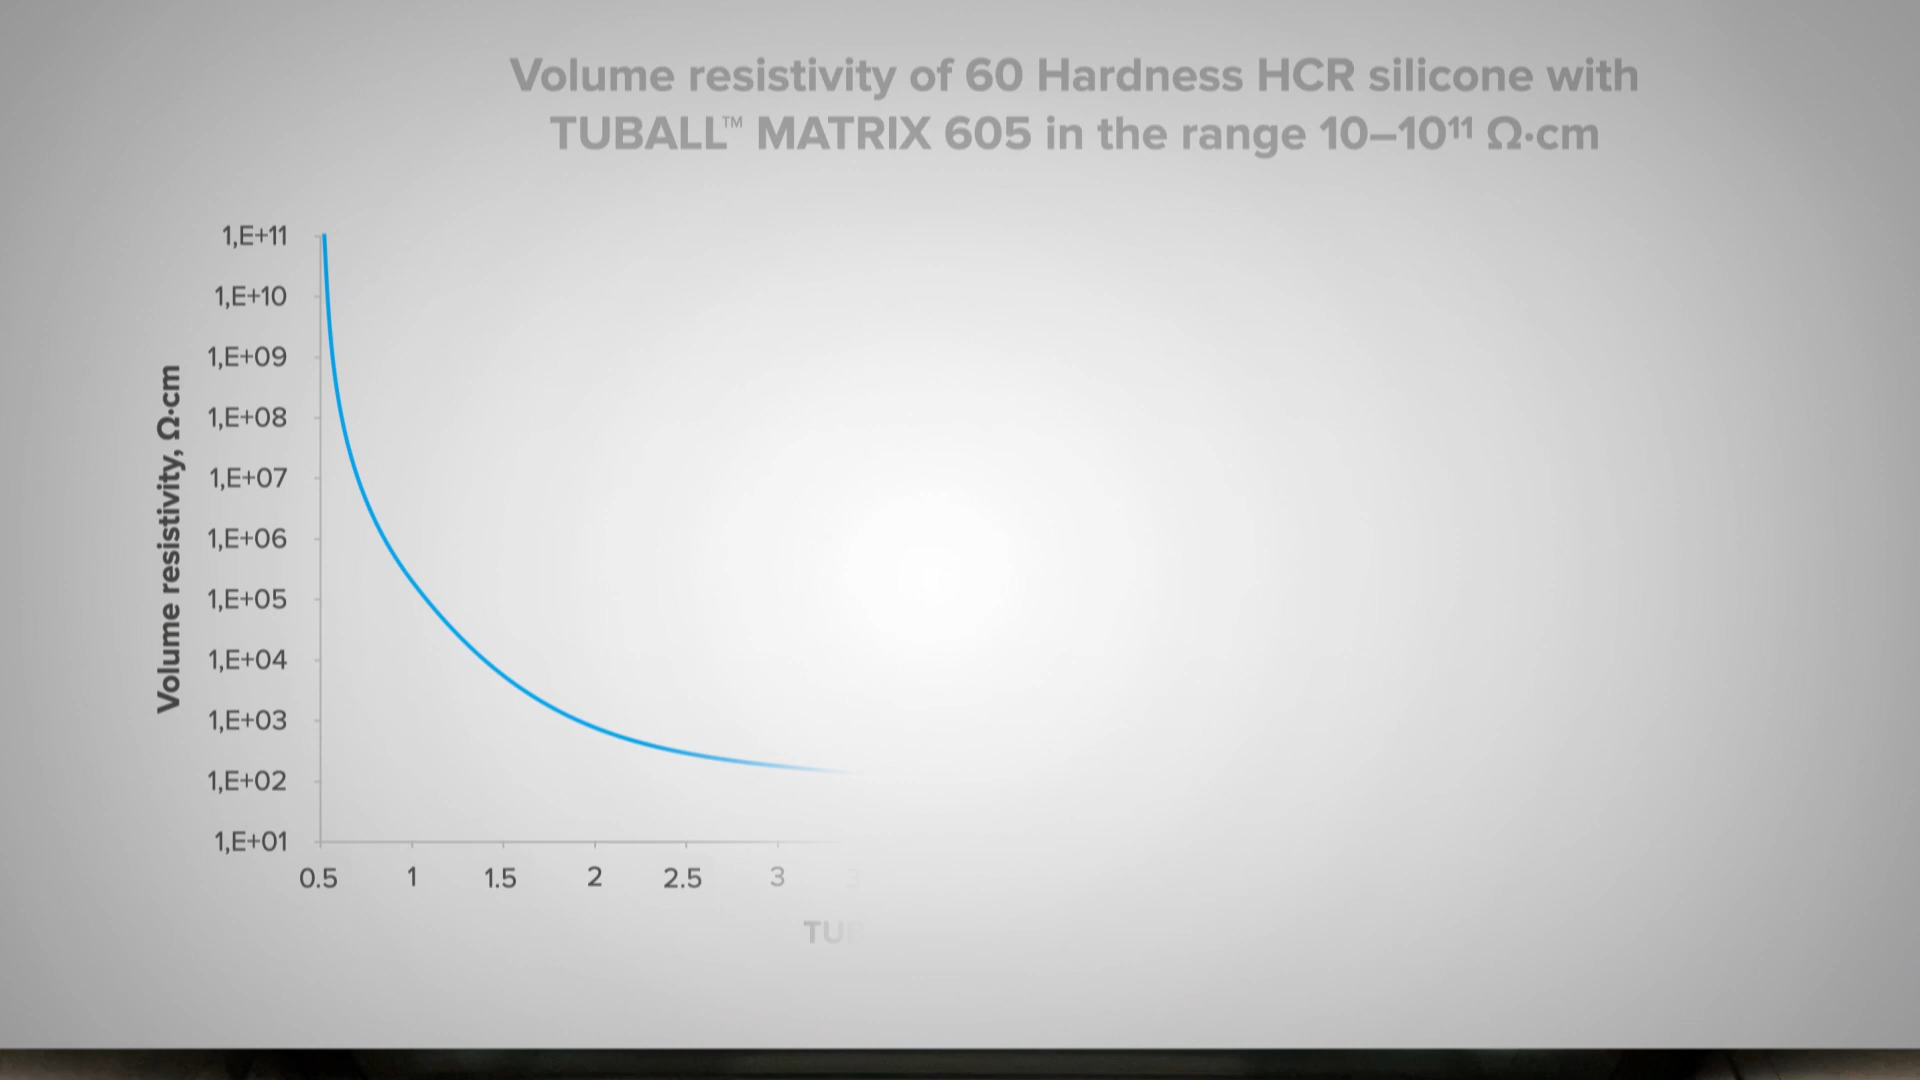 Volume resistivity of 60 Hardness HCR silicone with
TUBALL™ MATRIX 605 in the range 10–10¹¹ Ω·cm
1,E+11
1,E+10
1,E+09
1,E+08
1,E+07
1,E+06
1,E+05
1,E+04
1,E+03
1,E+02
1,E+01
Volume resistivity, Ω·cm
0.5 1 1.5 2 2.5 3